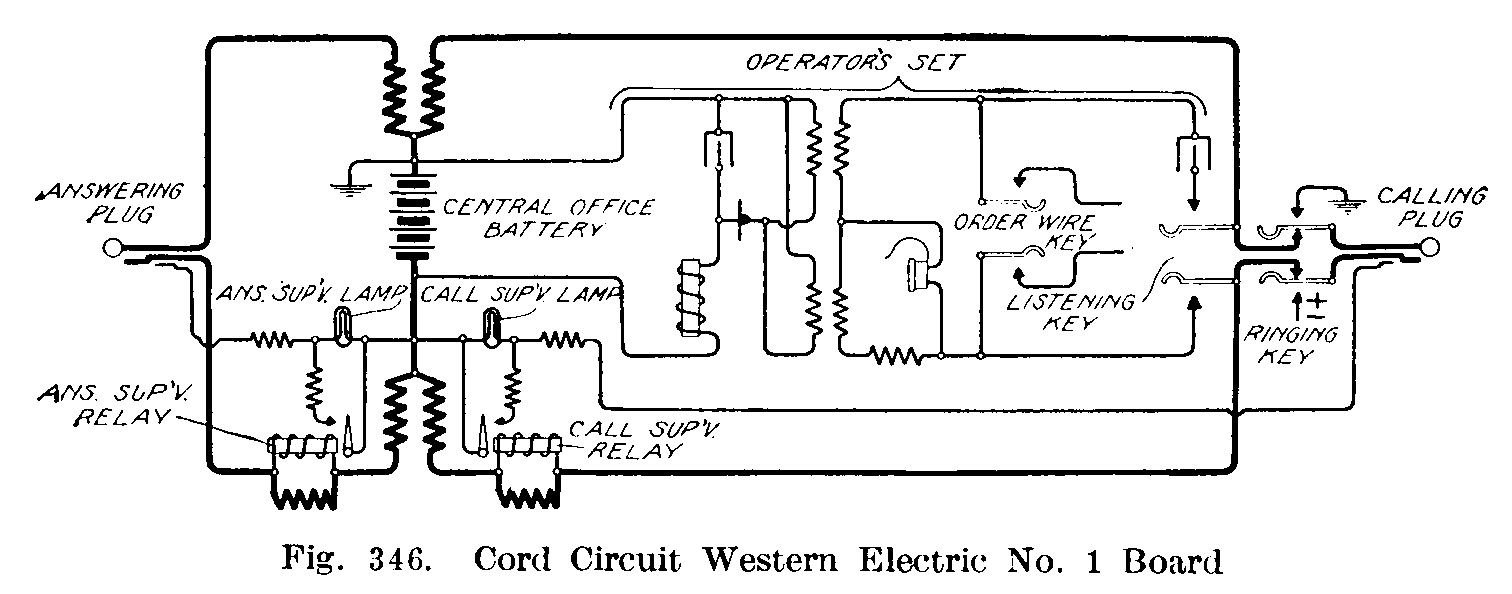 OPERATOR'S SET
ANSWERING
PLUG
CENTRAL OFFICE
BATTERY
ORDER WIRE
KEY
CALLING
PLUG
ANS. SUP'V. LAMP
CALL SUP'V LAMP
LISTENING
KEY
+
-
RINGING
KEY
ANS. SUP'V.
RELAY
CALL SUP'V.
RELAY
Fig. 346. Cord Circuit Western Electric No. 1 Board